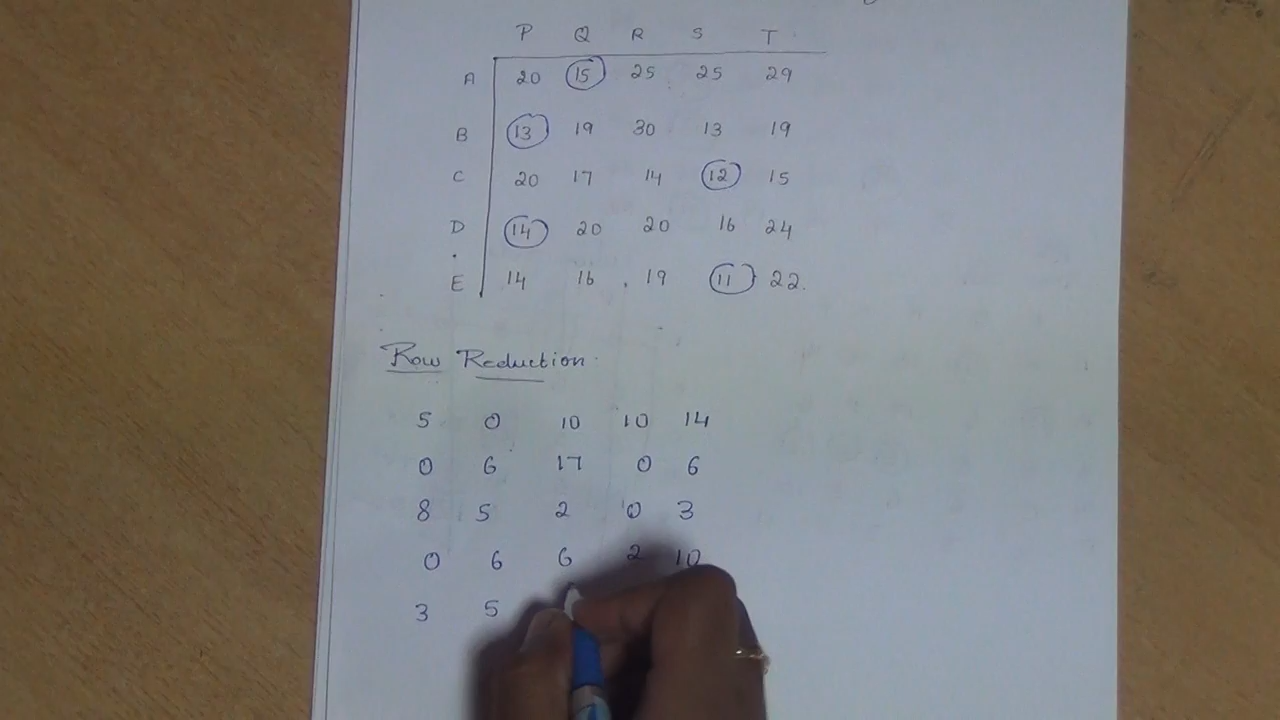 P Q R S T
A 20 15 25 25 29
B 13 19 30 13 19
C 20 17 14 12 15
D 14 20 20 16 24
E 14 16 19 11 22
Row Reduction
5 0 10 10 14
0 6 17 0 6
8 5 2 0 3
0 6 6 2 10
3 5